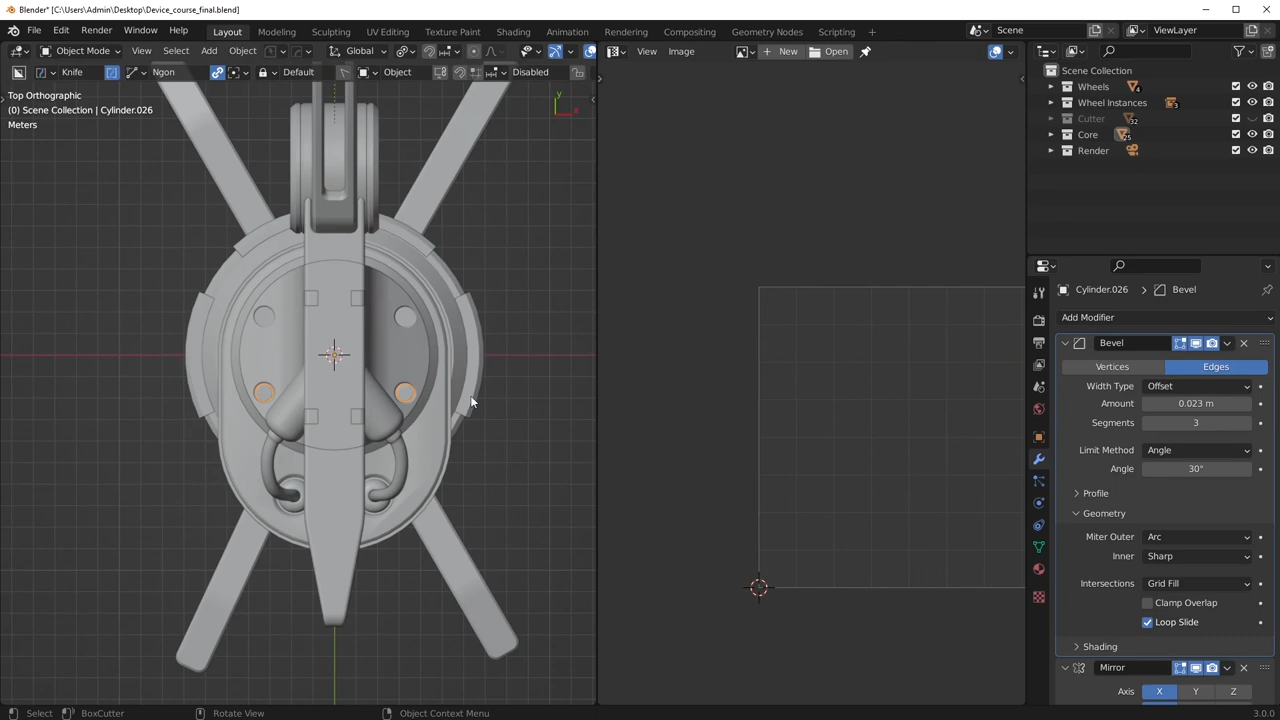 Blender* [C:\Users\Admin\Desktop\Device_course_final.blend]
File Edit Render Window Help Layout Modeling Sculpting UV Editing Texture Paint Shading Animation Rendering Compositing Geometry Nodes Scripting + Scene ViewLayer
Object Mode View Select Add Object Global View Image New Open
Knife Ngon Default Object Disabled
Top Orthographic
(0) Scene Collection | Cylinder.026
Meters
y
x
Scene Collection
Wheels 4
Wheel Instances 3
Cutter 32
Core 25
Render
Cylinder.026 > Bevel
Add Modifier
Bevel
Vertices Edges
Width Type Offset
Amount 0.023 m
Segments 3
Limit Method Angle
Angle 30°
Profile
Geometry
Miter Outer Arc
Inner Sharp
Intersections Grid Fill
Clamp Overlap
Loop Slide
Shading
Mirror
Axis X Y Z
Select BoxCutter Rotate View Object Context Menu 3.0.0